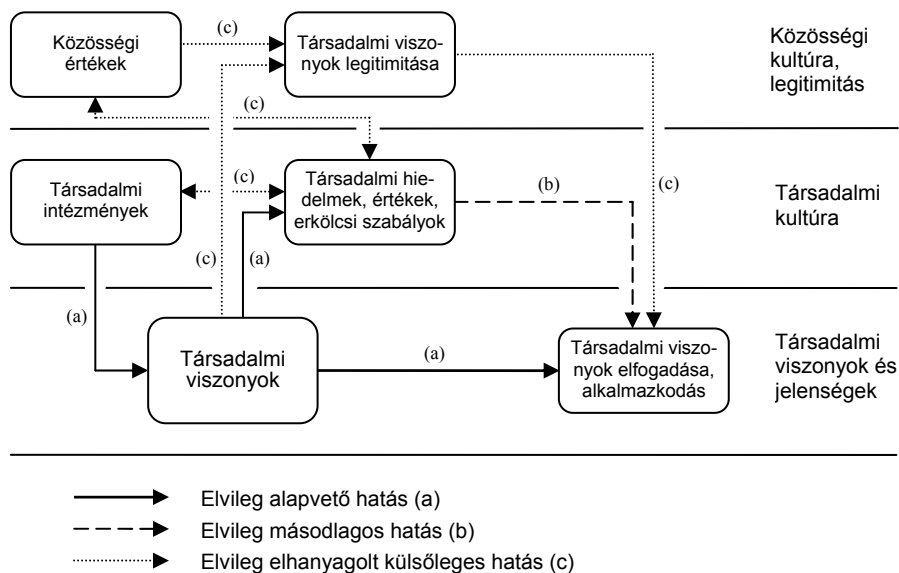 Közösségi
értékek
(c)
Társadalmi viszo-
nyok legitimitása
Közösségi
kultúra,
legitimitás
(c)
Társadalmi
intézmények
(c)
Társadalmi hie-
delmek, értékek,
erkölcsi szabályok
(b)
(c)
Társadalmi
kultúra
(c)
(a)
(a)
Társadalmi
viszonyok
(a)
Társadalmi viszo-
nyok elfogadása,
alkalmazkodás
Társadalmi
viszonyok és
jelenségek
Elvileg alapvető hatás (a)
Elvileg másodlagos hatás (b)
Elvileg elhanyagolt külsőleges hatás (c)